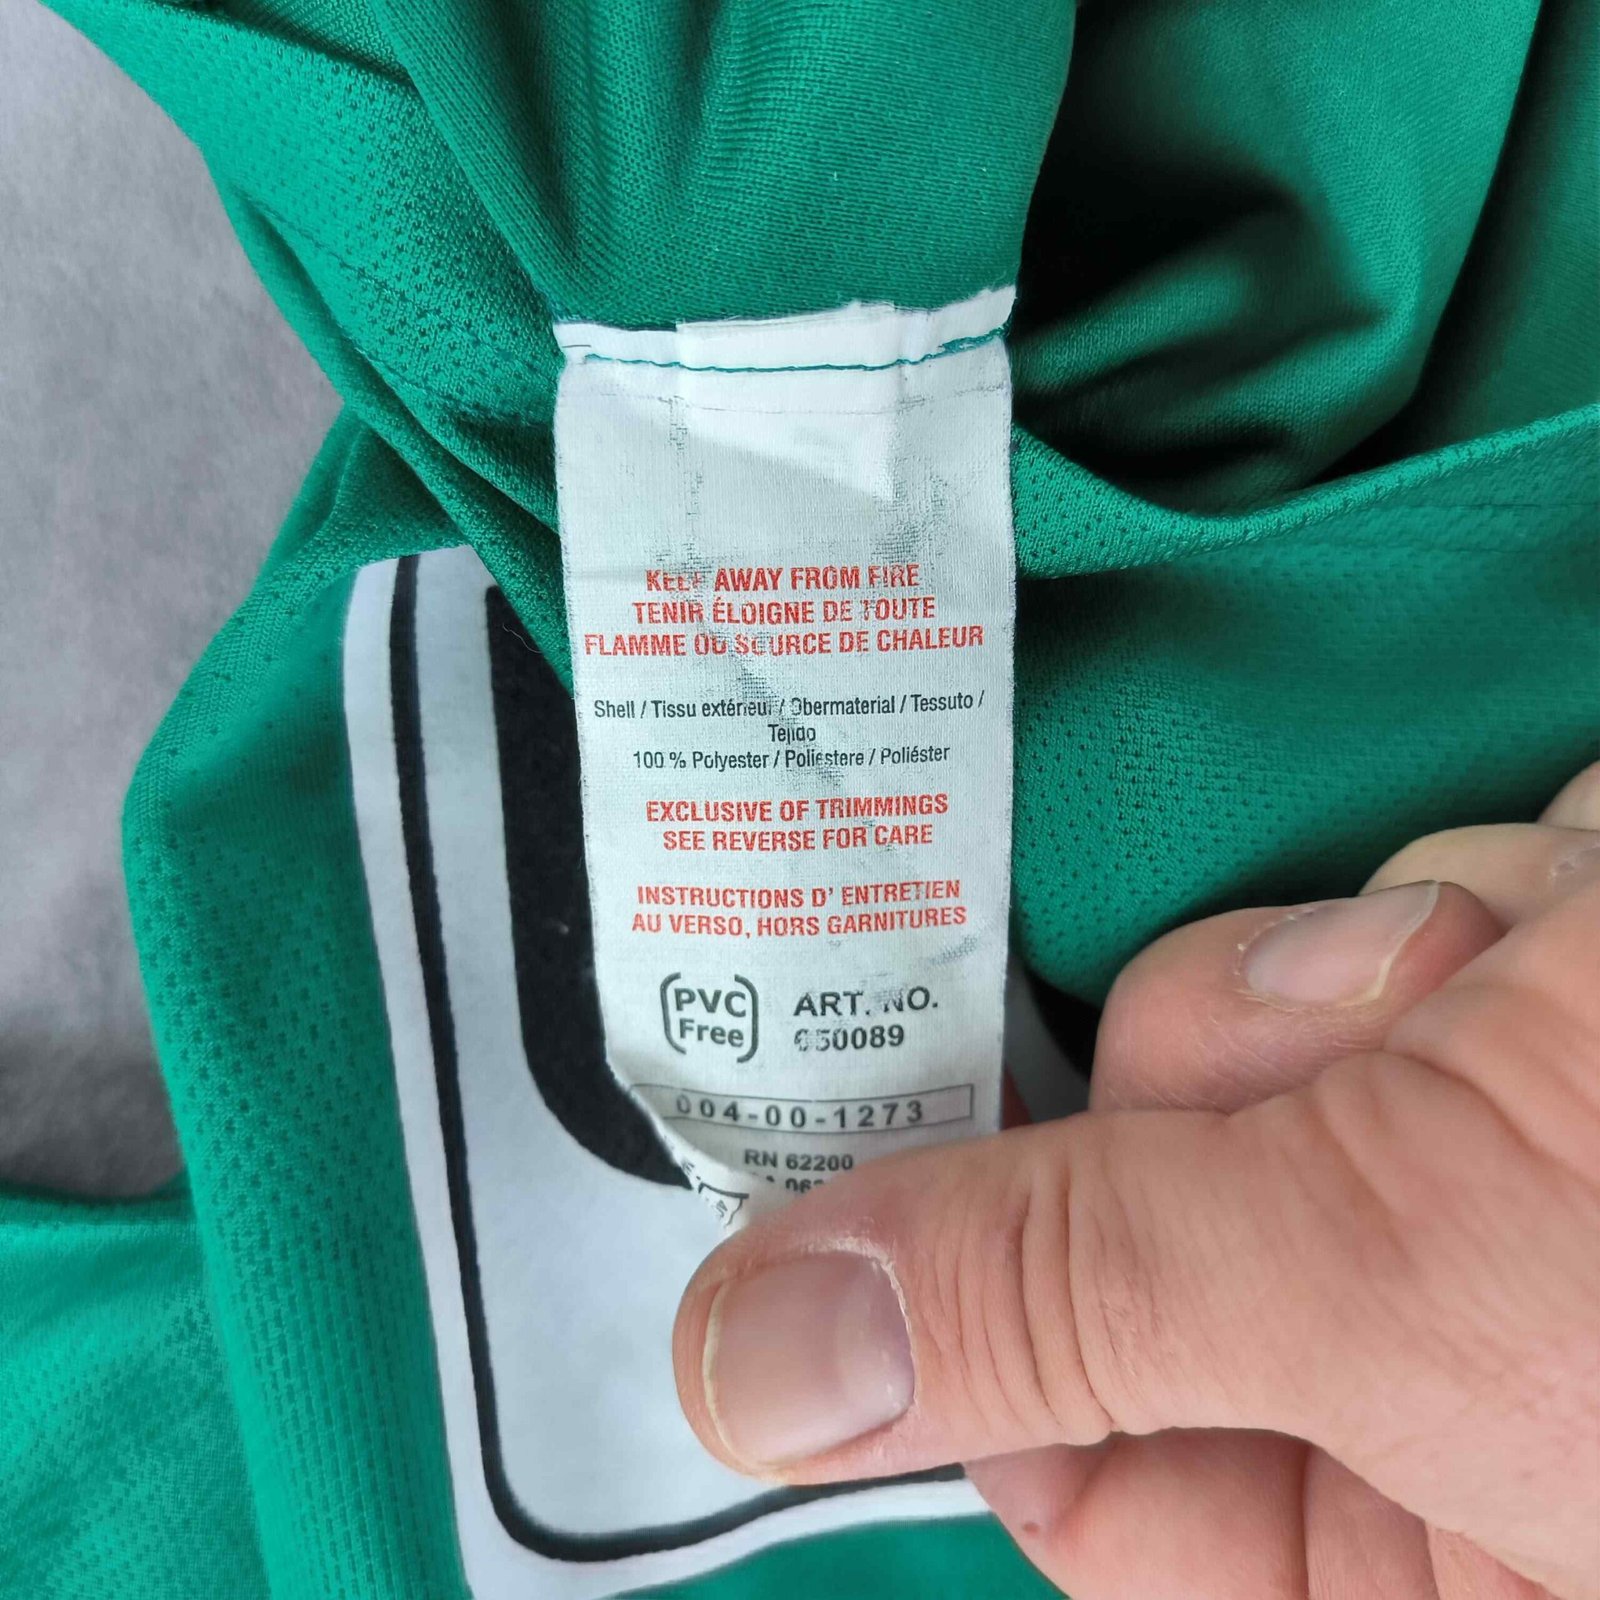 KEEP AWAY FROM FIRE
TENIR ÉLOIGNE DE TOUTE
FLAMME OU SOURCE DE CHALEUR
Shell / Tissu extérieur / Obermaterial / Tessuto /
Tejido
100 % Polyester / Poliestere / Poliéster
EXCLUSIVE OF TRIMMINGS
SEE REVERSE FOR CARE
INSTRUCTIONS D' ENTRETIEN
AU VERSO, HORS GARNITURES
PVC
Free
ART. NO.
650089
004-00-1273
RN 62200